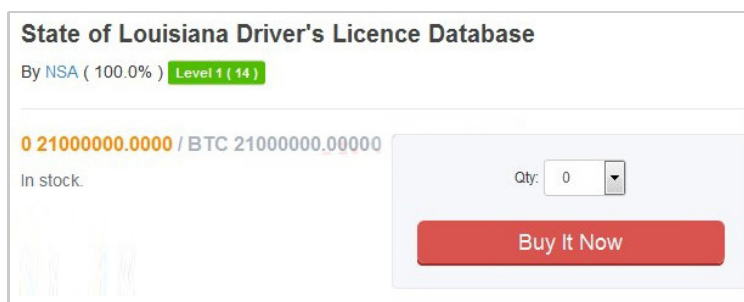 State of Louisiana Driver's Licence Database
By NSA ( 100.0% ) Level 1 ( 14 )
0 21000000.0000 / BTC 21000000.00000
In stock.
Qty: 0
Buy It Now